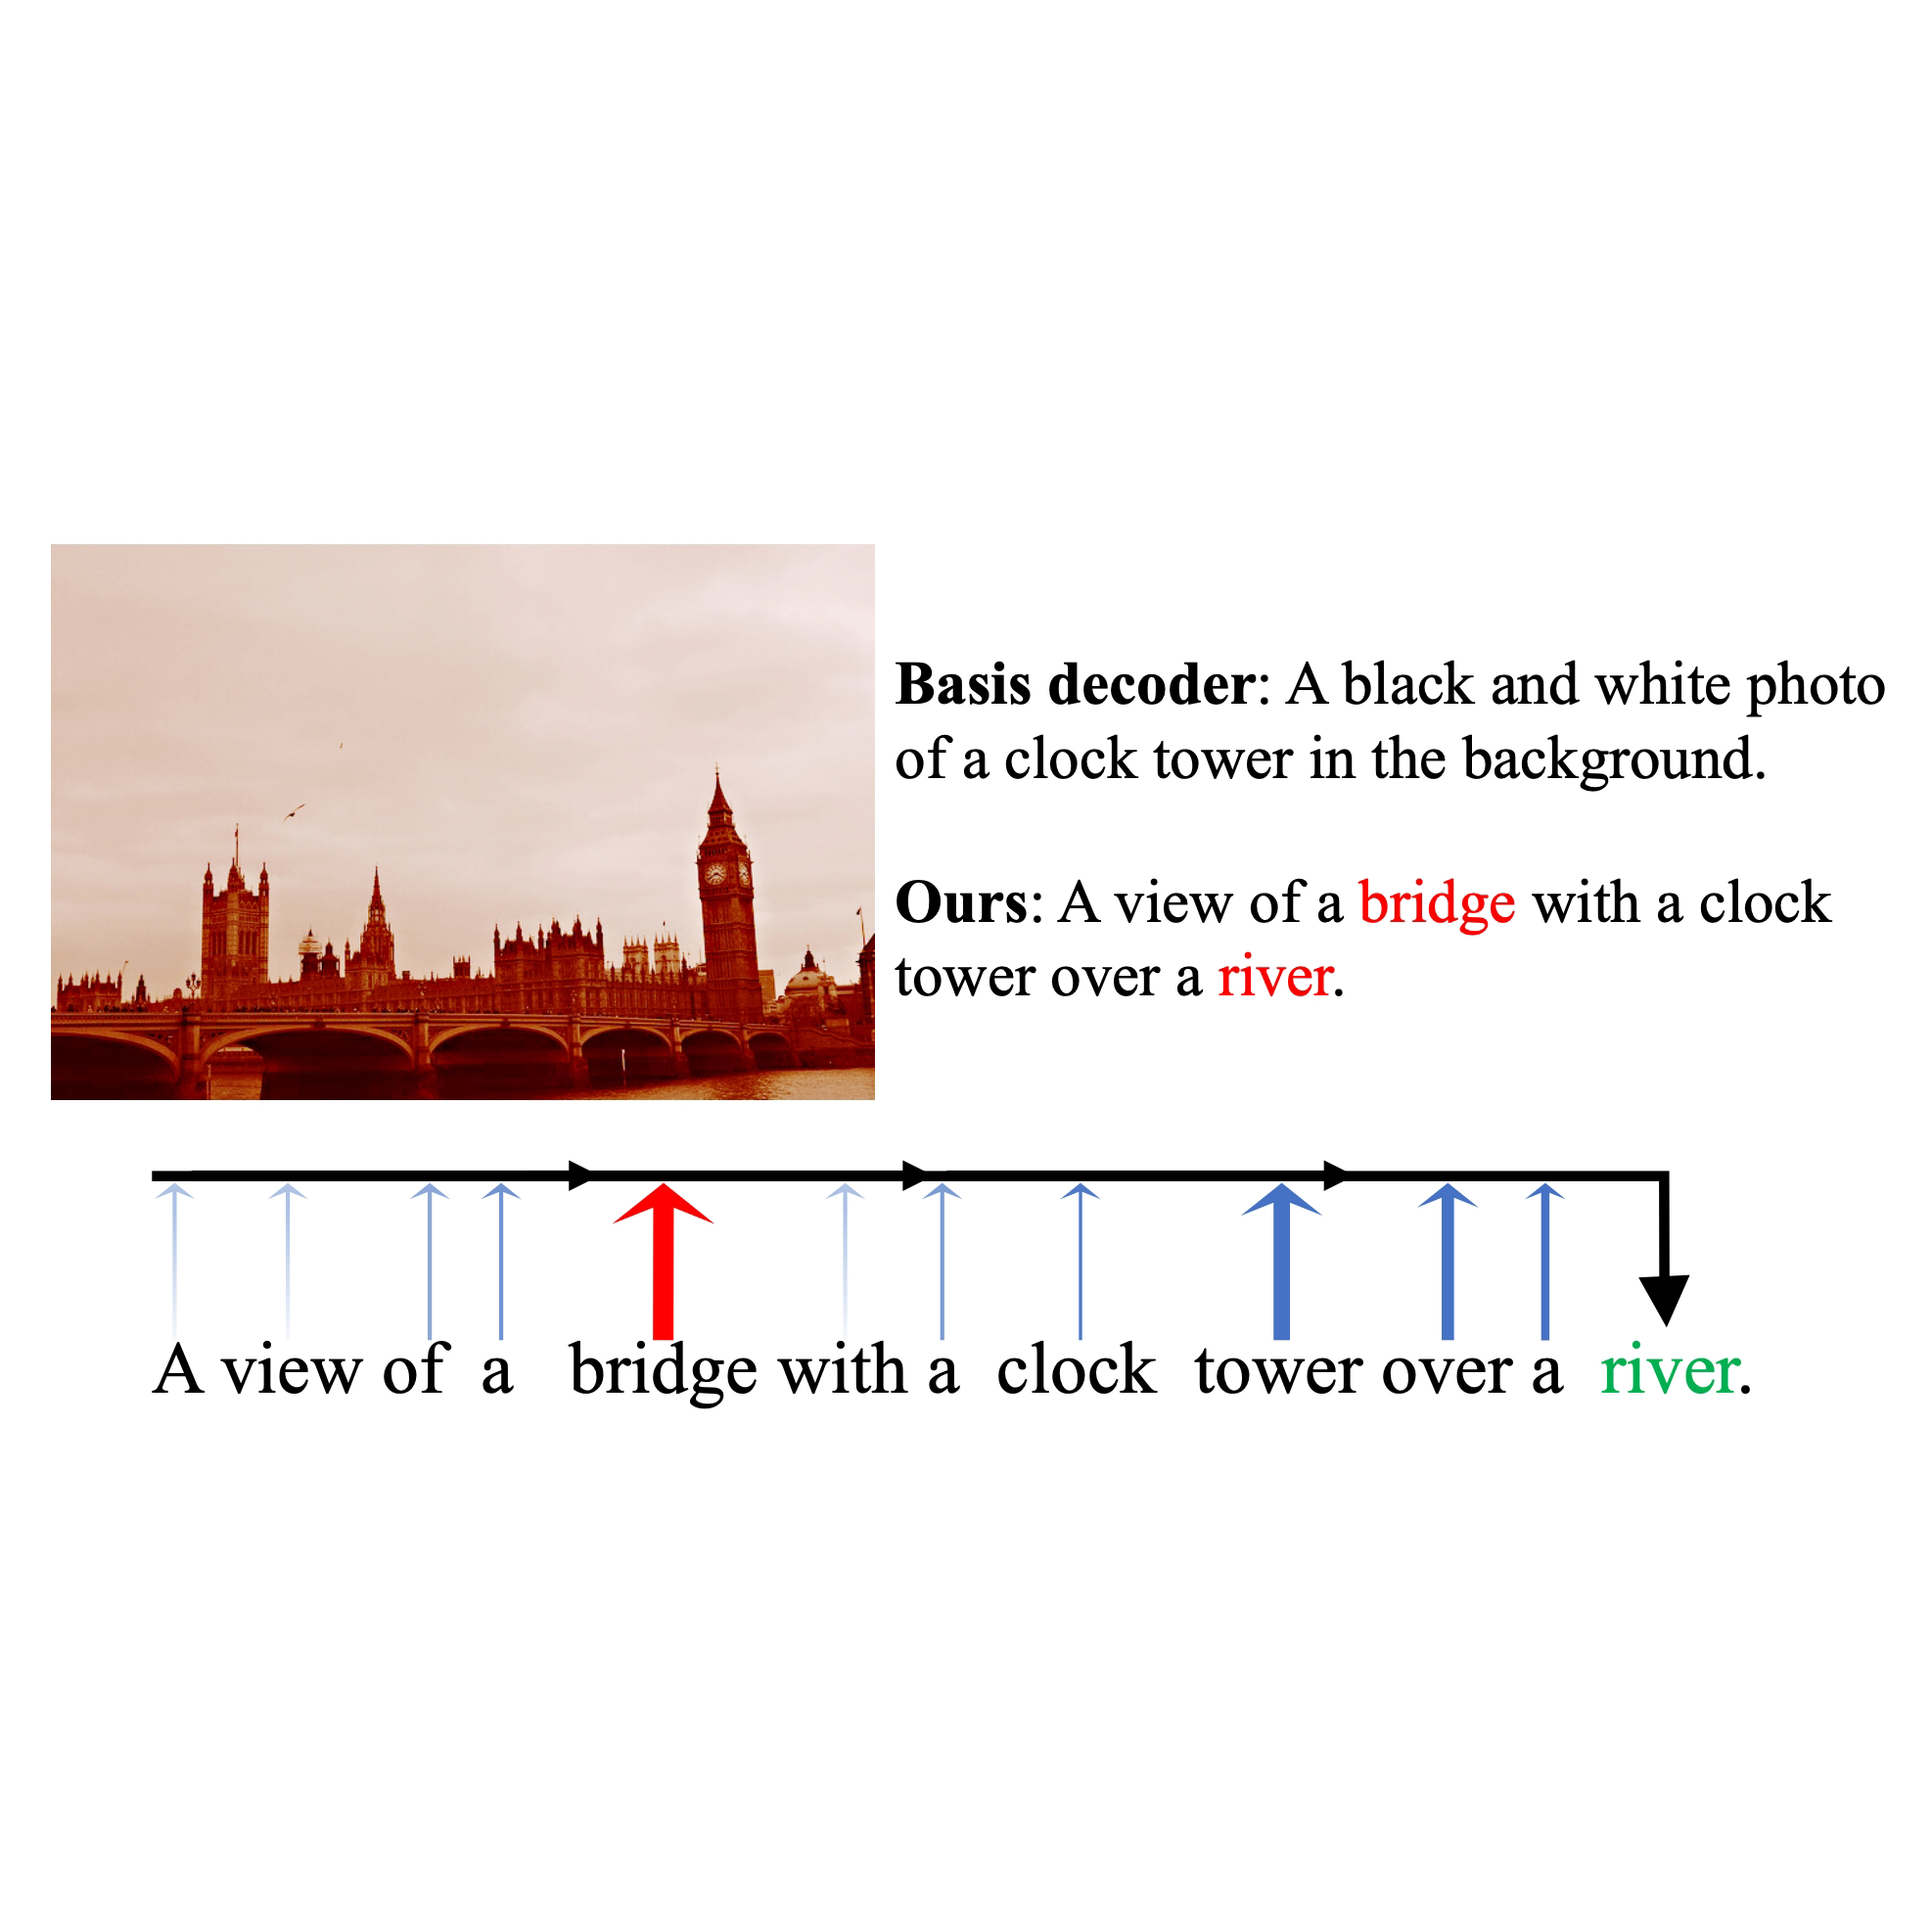 Basis decoder: A black and white photo
of a clock tower in the background.
Ours: A view of a bridge with a clock
tower over a river.
A view of a bridge with a clock tower over a river.